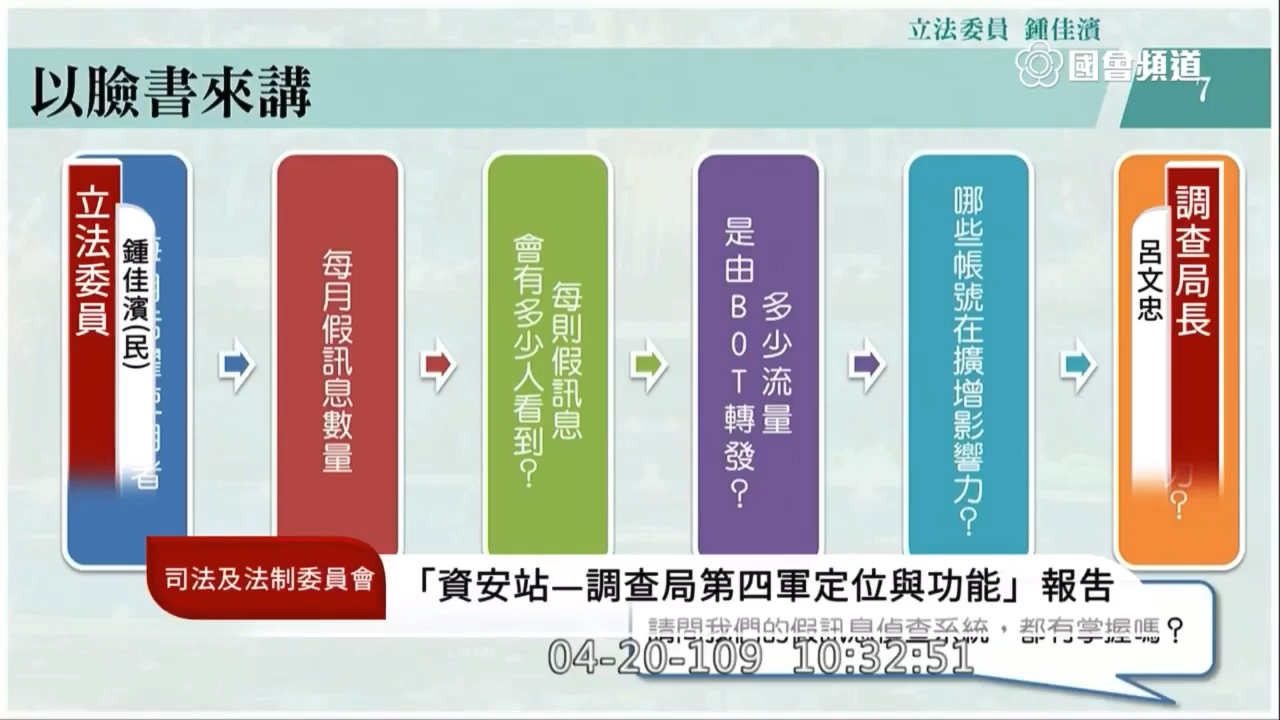 立法委員 鍾佳濱
國會頻道
7
以臉書來講
立法委員
鍾佳濱(民)
者
每月假訊息數量
每則假訊息
會有多少人看到?
多少流量
是由BOT轉發?
哪些帳號在擴增影響力?
調查局長
呂文忠
力?
司法及法制委員會
「資安站—調查局第四軍定位與功能」報告
請問我們的假訊息偵查系統，都有掌握嗎?
04-20-109 10:32:51